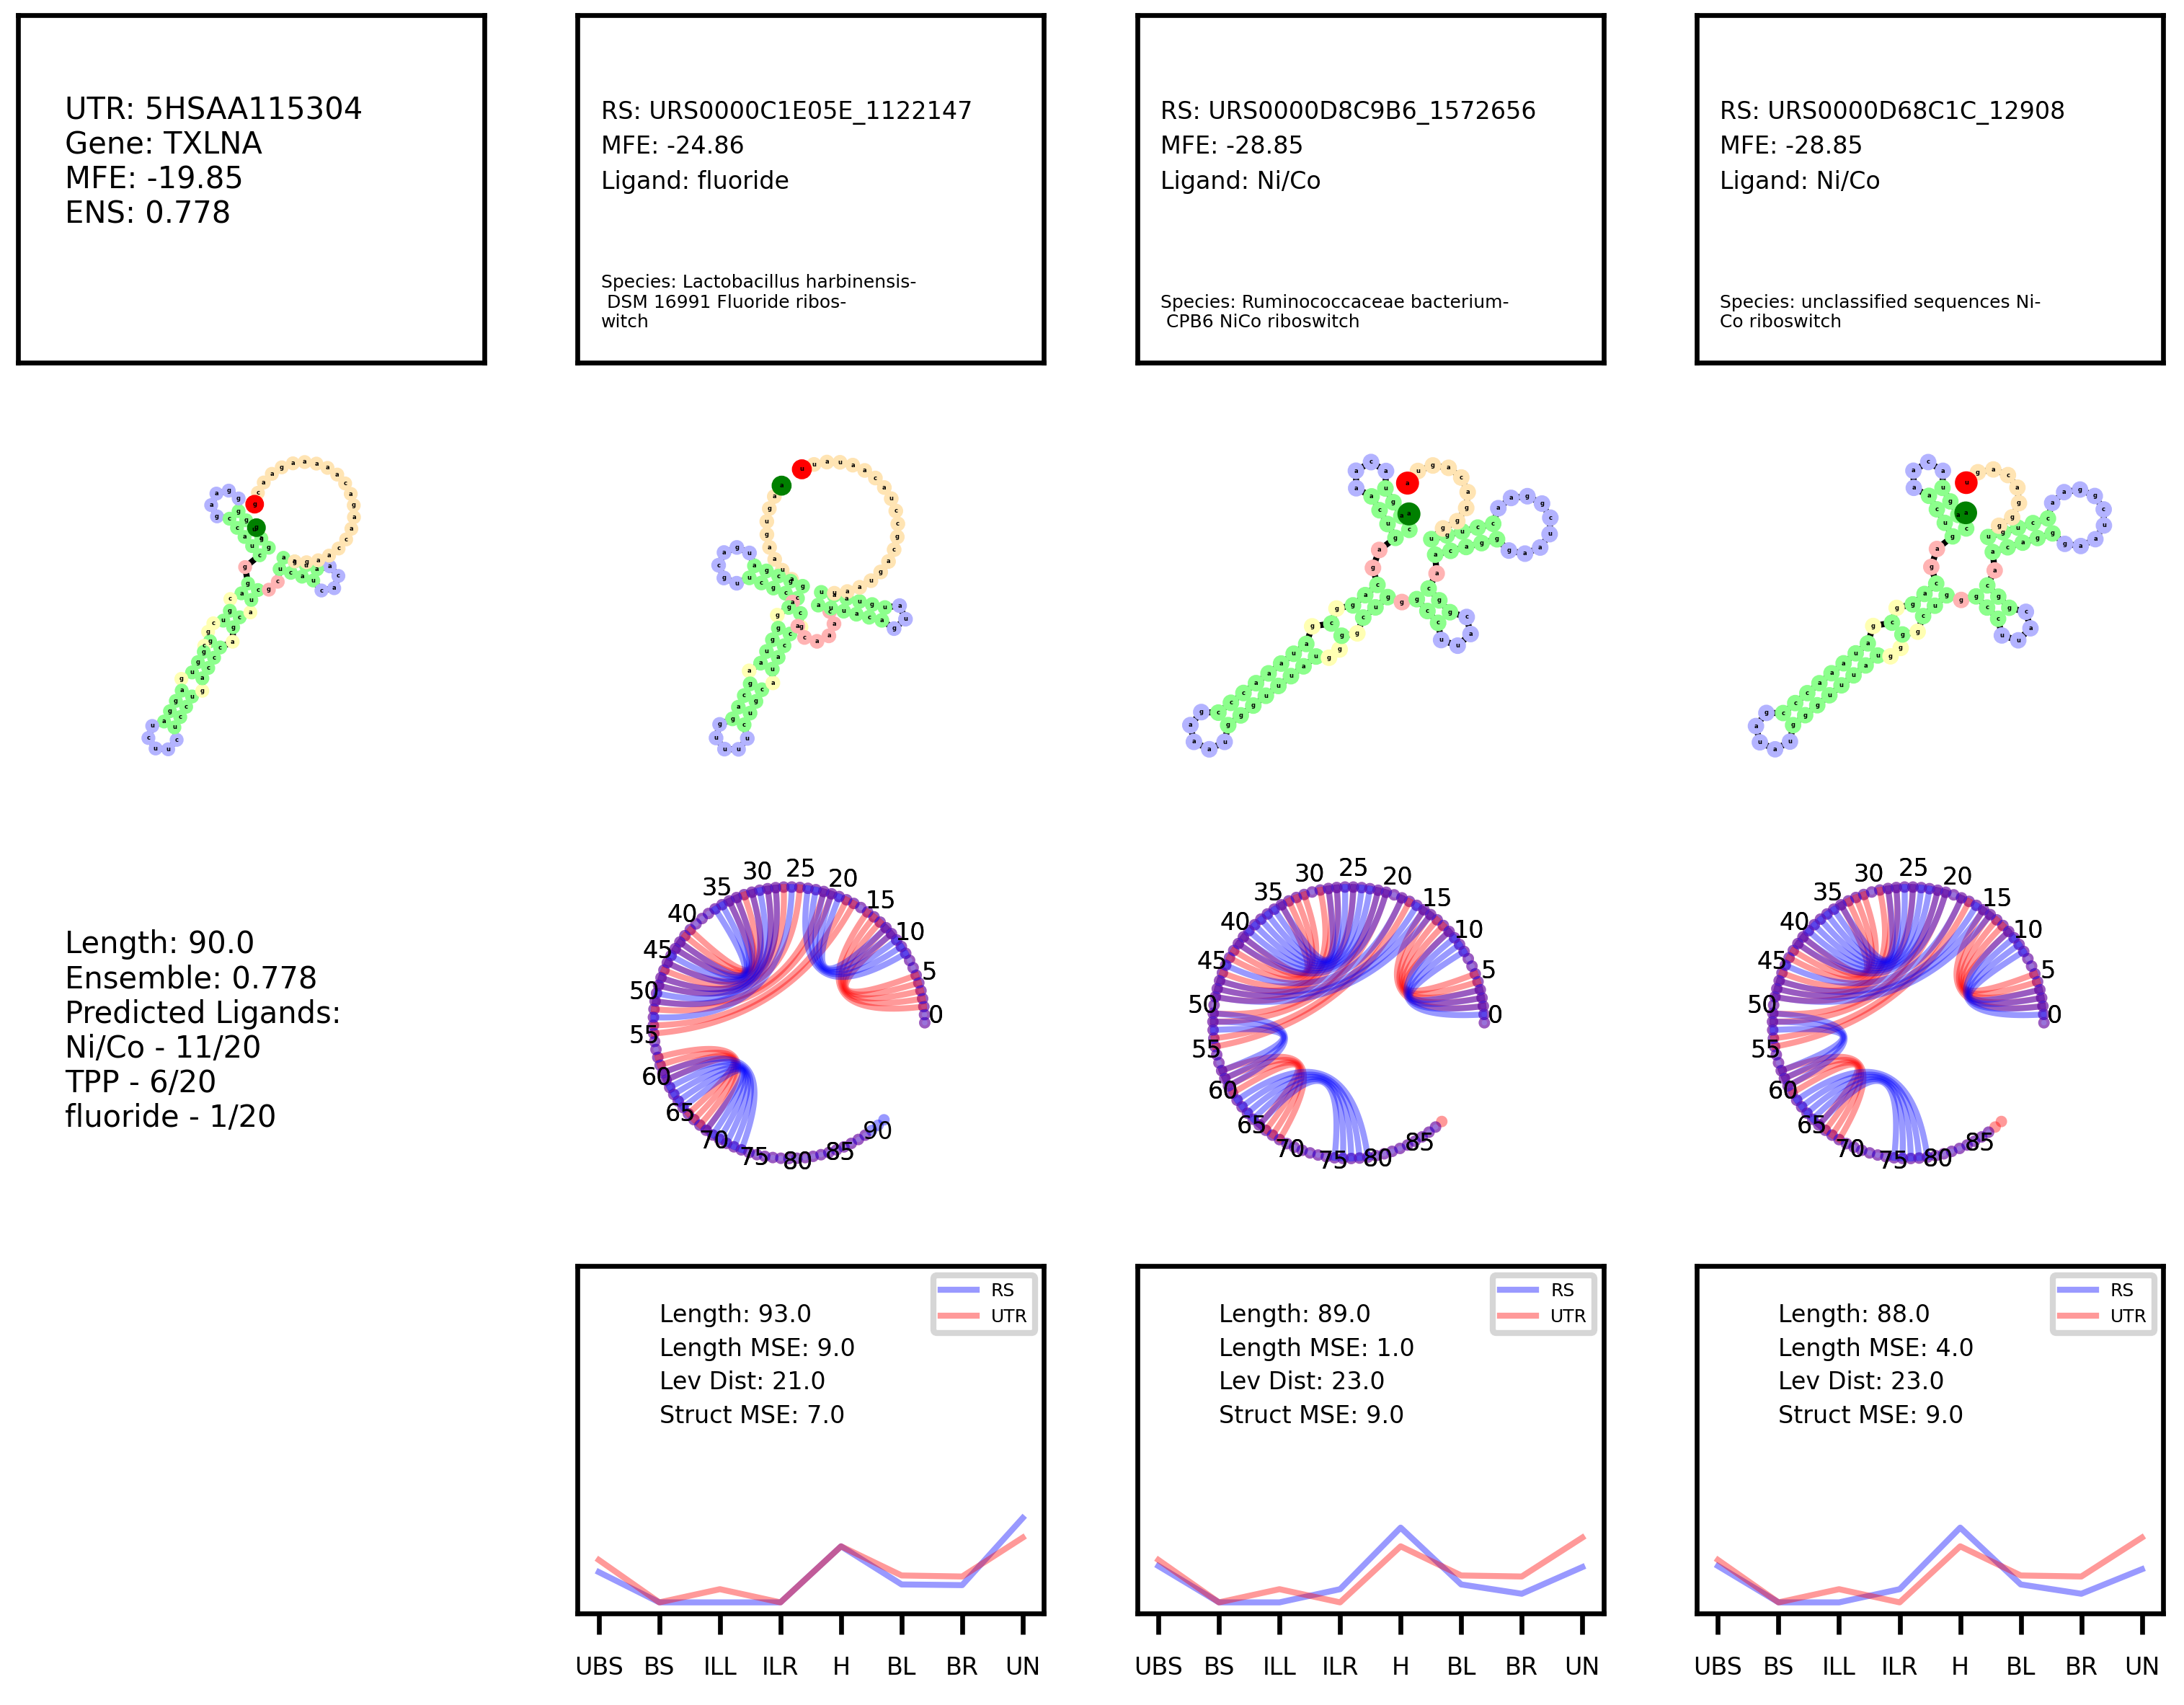 UTR: 5HSAA115304
Gene: TXLNA
MFE: -19.85
ENS: 0.778
RS: URS0000C1E05E_1122147
MFE: -24.86
Ligand: fluoride
Species: Lactobacillus harbinensis-
DSM 16991 Fluoride ribos-
witch
RS: URS0000D8C9B6_1572656
MFE: -28.85
Ligand: Ni/Co
Species: Ruminococcaceae bacterium-
CPB6 NiCo riboswitch
RS: URS0000D68C1C_12908
MFE: -28.85
Ligand: Ni/Co
Species: unclassified sequences Ni-
Co riboswitch
Length: 90.0
Ensemble: 0.778
Predicted Ligands:
Ni/Co - 11/20
TPP - 6/20
fluoride - 1/20
0
5
10
15
20
25
30
35
40
45
50
55
60
65
70
75
80
85
90
0
5
10
15
20
25
30
35
40
45
50
55
60
65
70
75
80
85
0
5
10
15
20
25
30
35
40
45
50
55
60
65
70
75
80
85
RS
UTR
Length: 93.0
Length MSE: 9.0
Lev Dist: 21.0
Struct MSE: 7.0
UBS BS ILL ILR H BL BR UN
RS
UTR
Length: 89.0
Length MSE: 1.0
Lev Dist: 23.0
Struct MSE: 9.0
UBS BS ILL ILR H BL BR UN
RS
UTR
Length: 88.0
Length MSE: 4.0
Lev Dist: 23.0
Struct MSE: 9.0
UBS BS ILL ILR H BL BR UN